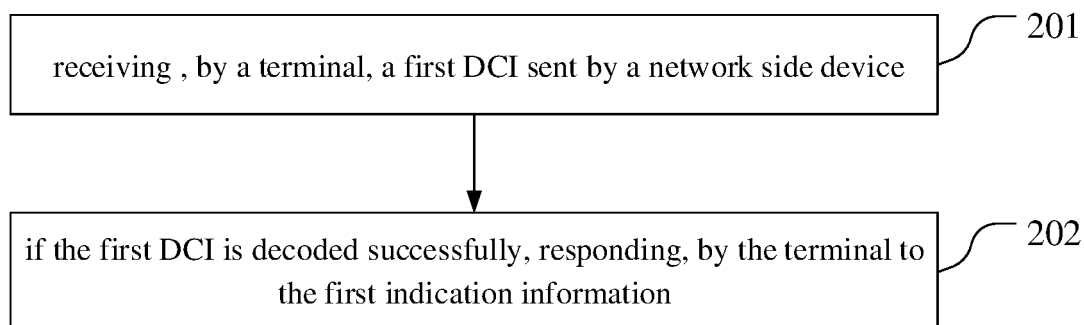 201
receiving , by a terminal, a first DCI sent by a network side device
202
if the first DCI is decoded successfully, responding, by the terminal to
the first indication information